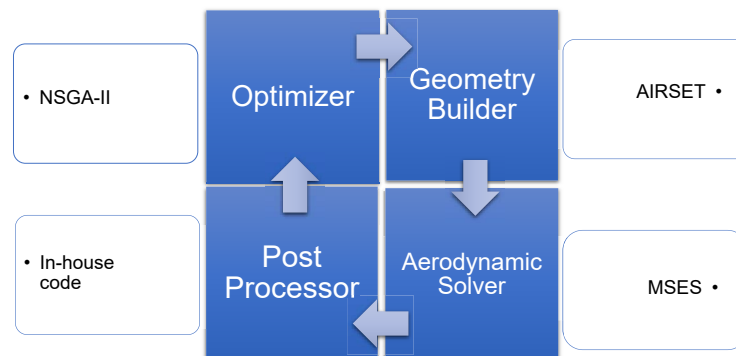 • NSGA-II
Optimizer
Geometry
Builder
AIRSET •
• In-house
code
Post
Processor
Aerodynamic
Solver
MSES •